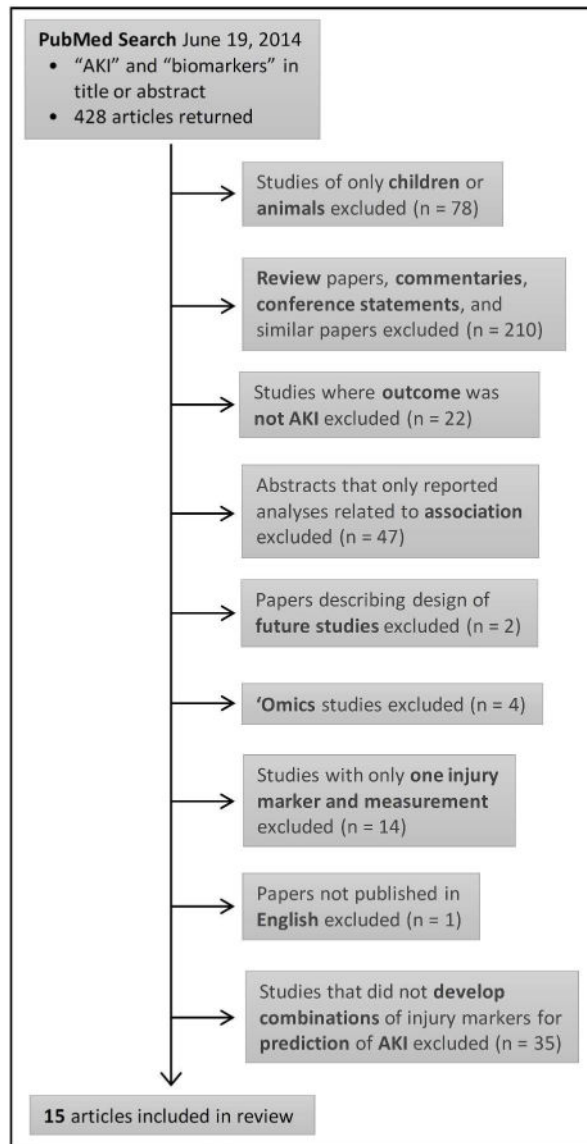 PubMed Search June 19, 2014
• “AKI” and “biomarkers” in
title or abstract
• 428 articles returned
Studies of only children or
animals excluded (n = 78)
Review papers, commentaries,
conference statements, and
similar papers excluded (n = 210)
Studies where outcome was
not AKI excluded (n = 22)
Abstracts that only reported
analyses related to association
excluded (n = 47)
Papers describing design of
future studies excluded (n = 2)
‘Omics studies excluded (n = 4)
Studies with only one injury
marker and measurement
excluded (n = 14)
Papers not published in
English excluded (n = 1)
Studies that did not develop
combinations of injury markers for
prediction of AKI excluded (n = 35)
15 articles included in review